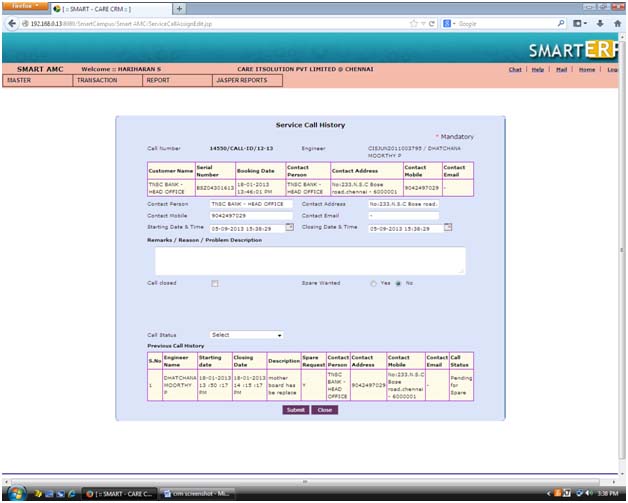 Firefox
[ :: SMART - CARE CRM :: ]
192.168.0.13:8080/SmartCampus/Smart AMC/ServiceCallAssignEdit.jsp
Google
SMARTERP
SMART AMC Welcome :: HARIHARAN S CARE ITSOLUTION PVT LIMITED @ CHENNAI Chat | Help | Mail | Home | Log
MASTER TRANSACTION REPORT JASPER REPORTS
Service Call History
* Mandatory
Call Number 14550/CALL-ID/12-13 Engineer CISJUN2011003795 / DHATCHANA
MOORTHY P
Customer Name Serial Number Booking Date Contact Person Contact Address Contact Mobile Contact Email
TNSC BANK - HEAD OFFICE BSZ04301613 18-01-2013 13:46:01 PM TNSC BANK - HEAD OFFICE No:233.N.S.C Bose road.chennai - 6000001 9042497029 -
Contact Person TNSC BANK - HEAD OFFICE Contact Address No:233.N.S.C Bose road.
Contact Mobile 9042497029 Contact Email -
Starting Date & Time 05-09-2013 15:38:29 Closing Date & Time 05-09-2013 15:38:29
Remarks / Reason / Problem Description
Call closed Spare Wanted Yes No
Call Status Select
Previous Call History
S.No Engineer Name Starting date Closing Date Description Spare Request Contact Person Contact Address Contact Mobile Contact Email Call Status
1 DHATCHANA MOORTHY P 18-01-2013 13 :50 :17 PM 18-01-2013 14 :15 :17 PM mother board has be replace Y TNSC BANK - HEAD OFFICE 9042497029 No:233.N.S.C Bose road.chennai - 6000001 - Pending for Spare
Submit Close
[ :: SMART - CARE C... crm screenshot - Mi... 3:38 PM